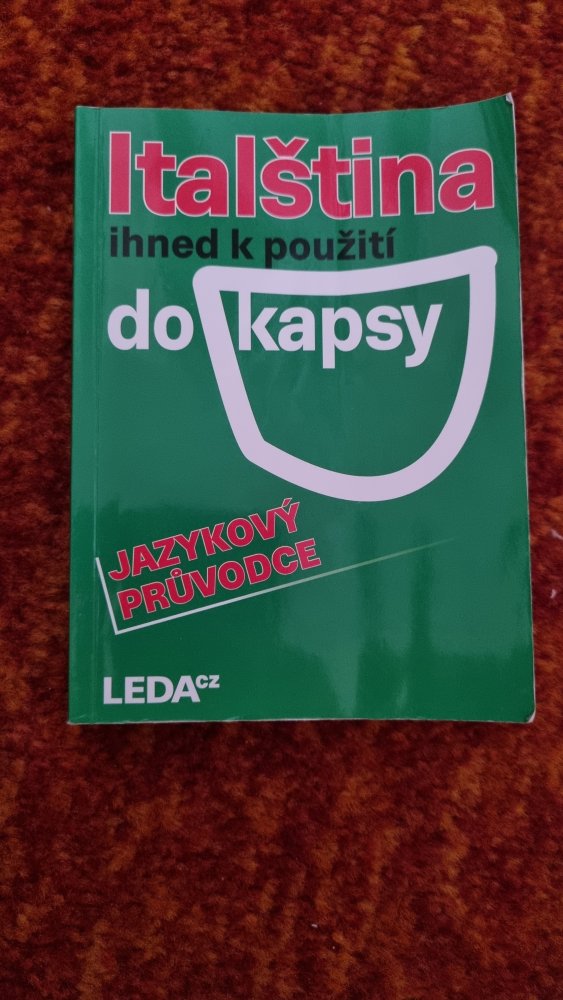 Italština
ihned k použití
do kapsy
JAZYKOVÝ
PRŮVODCE
LEDAcz